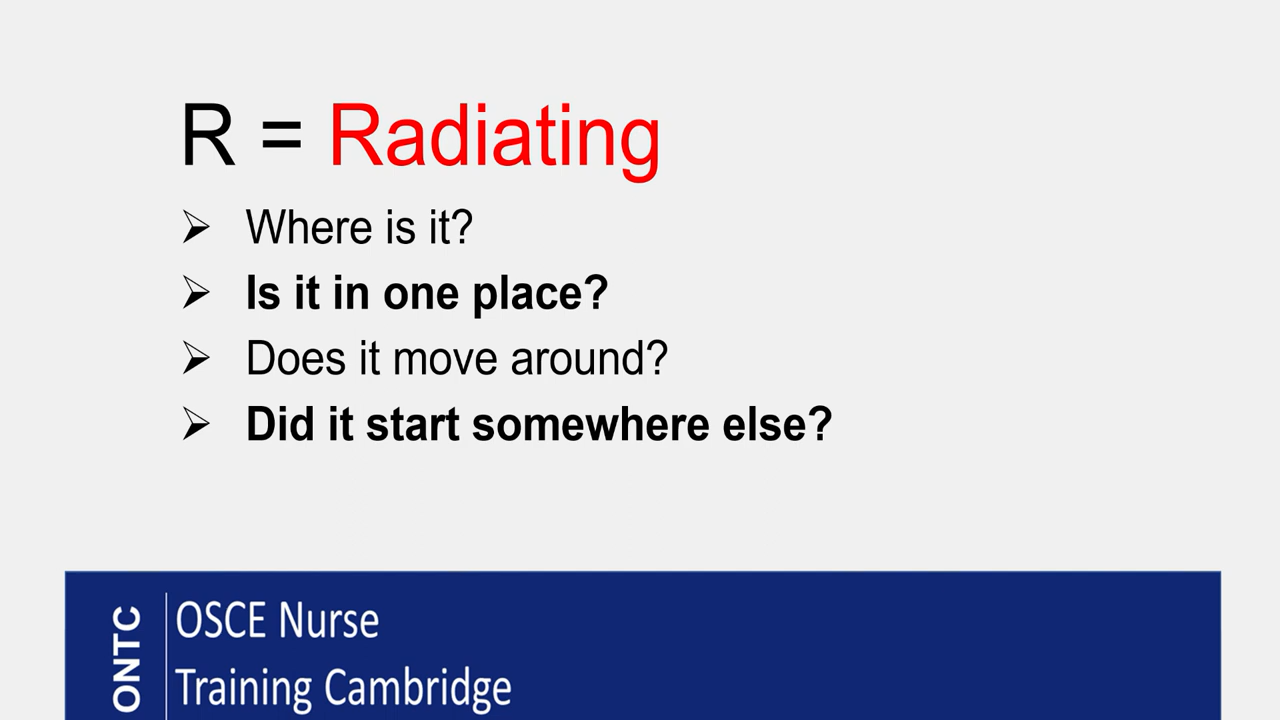 R = Radiating
Where is it?
Is it in one place?
Does it move around?
Did it start somewhere else?
ONTC
OSCE Nurse
Training Cambridge